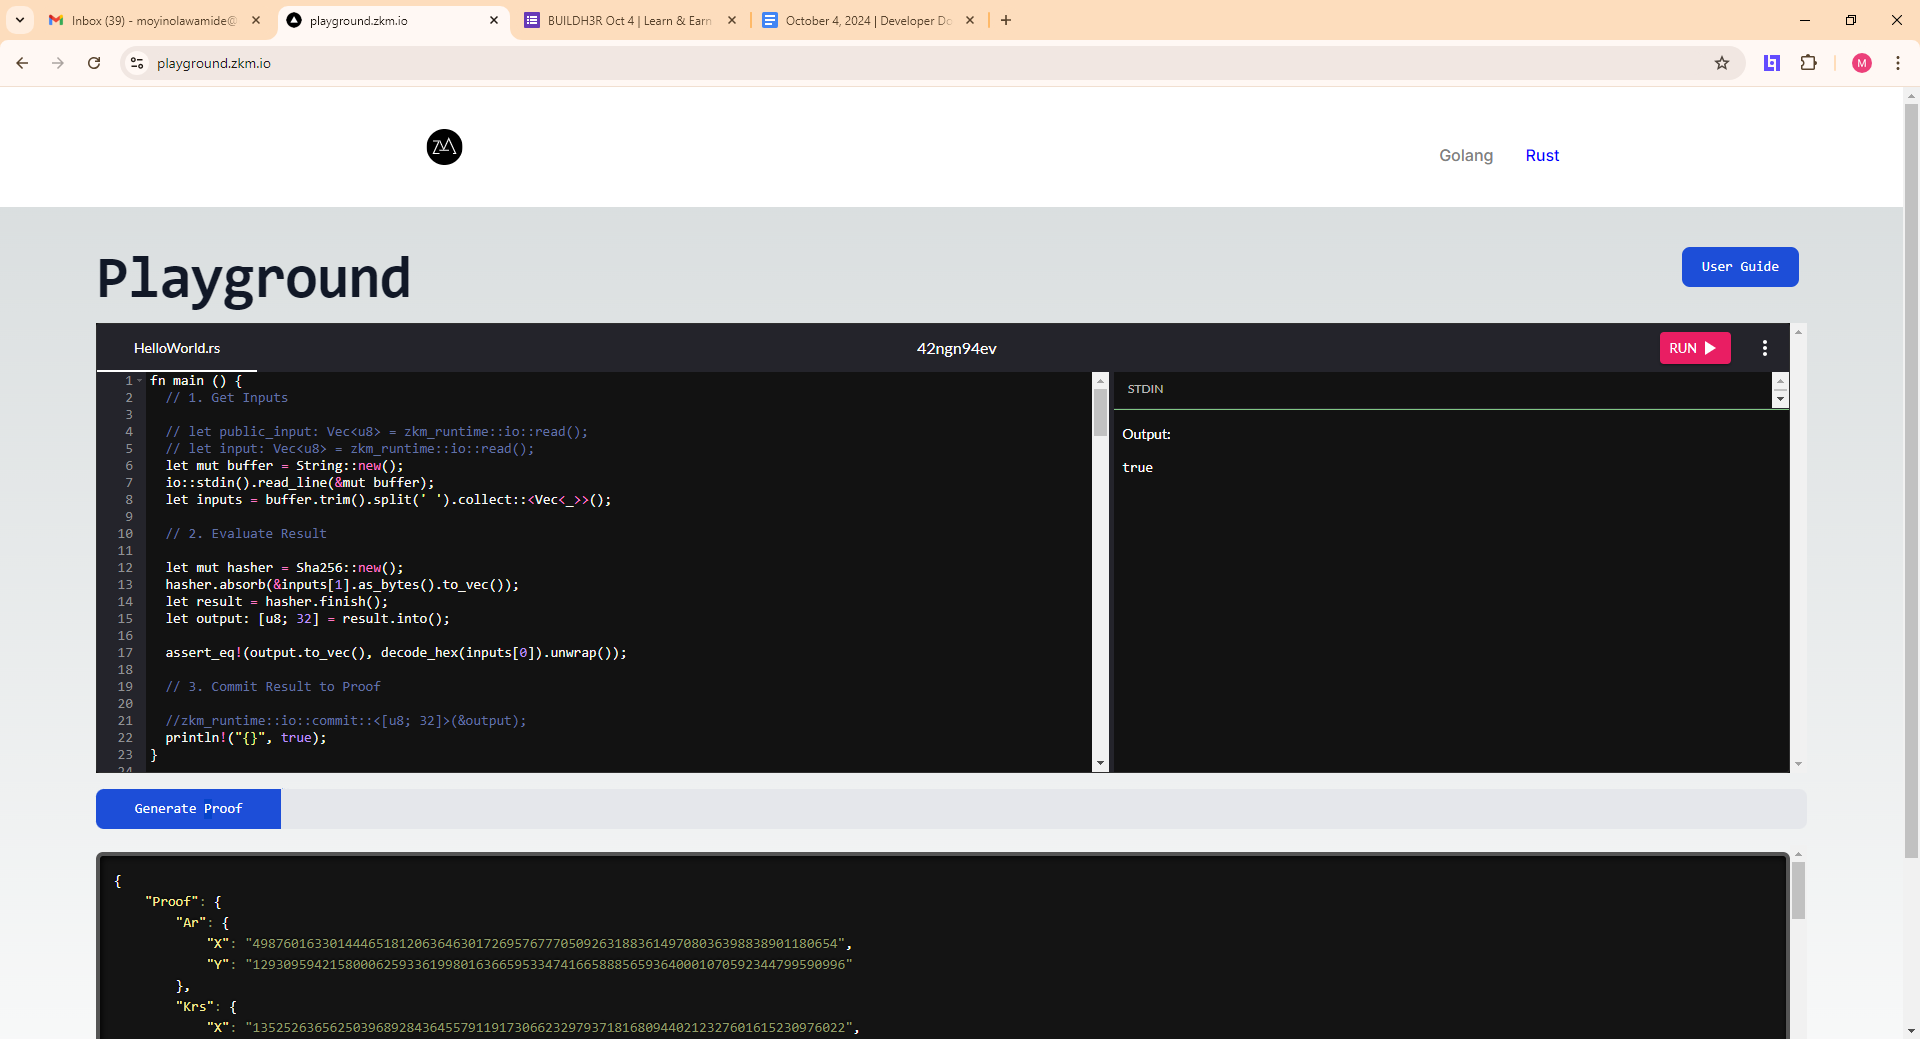 Inbox (39) - moyinolawamide@
playground.zkm.io
BUILDH3R Oct 4 | Learn & Earn
October 4, 2024 | Developer Do
playground.zkm.io
M
ZKM
Golang
Rust
Playground
User Guide
HelloWorld.rs
42ngn94ev
RUN
1 fn main () {
2 // 1. Get Inputs
3
4 // let public_input: Vec<u8> = zkm_runtime::io::read();
5 // let input: Vec<u8> = zkm_runtime::io::read();
6 let mut buffer = String::new();
7 io::stdin().read_line(&mut buffer);
8 let inputs = buffer.trim().split(' ').collect::<Vec<_>>();
9
10 // 2. Evaluate Result
11
12 let mut hasher = Sha256::new();
13 hasher.absorb(&inputs[1].as_bytes().to_vec());
14 let result = hasher.finish();
15 let output: [u8; 32] = result.into();
16
17 assert_eq!(output.to_vec(), decode_hex(inputs[0]).unwrap());
18
19 // 3. Commit Result to Proof
20
21 //zkm_runtime::io::commit::<[u8; 32]>(&output);
22 println!("{}", true);
23 }
24
STDIN
Output:
true
Generate Proof
{
"Proof": {
"Ar": {
"X": "4987601633014446518120636463017269576777050926318836149708036398838901180654",
"Y": "12930959421580006259336199801636659533474166588856593640001070592344799590996"
},
"Krs": {
"X": "13525263656250396892843645579119173066232979371816809440212327601615230976022",